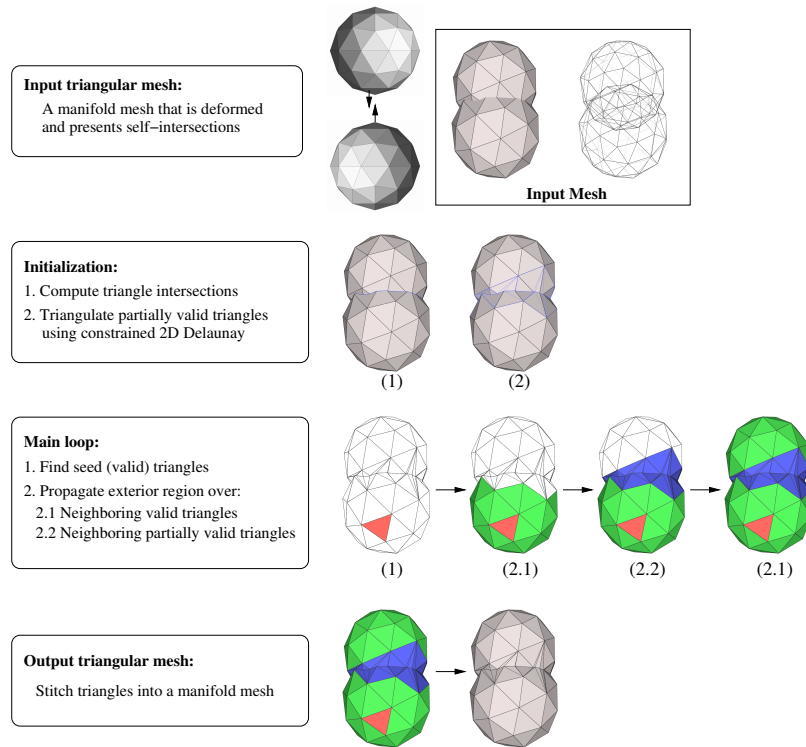 Input triangular mesh:
A manifold mesh that is deformed
and presents self−intersections
Input Mesh
Initialization:
1. Compute triangle intersections
2. Triangulate partially valid triangles
using constrained 2D Delaunay
(1)
(2)
Main loop:
1. Find seed (valid) triangles
2. Propagate exterior region over:
2.1 Neighboring valid triangles
2.2 Neighboring partially valid triangles
(1)
(2.1)
(2.2)
(2.1)
Output triangular mesh:
Stitch triangles into a manifold mesh